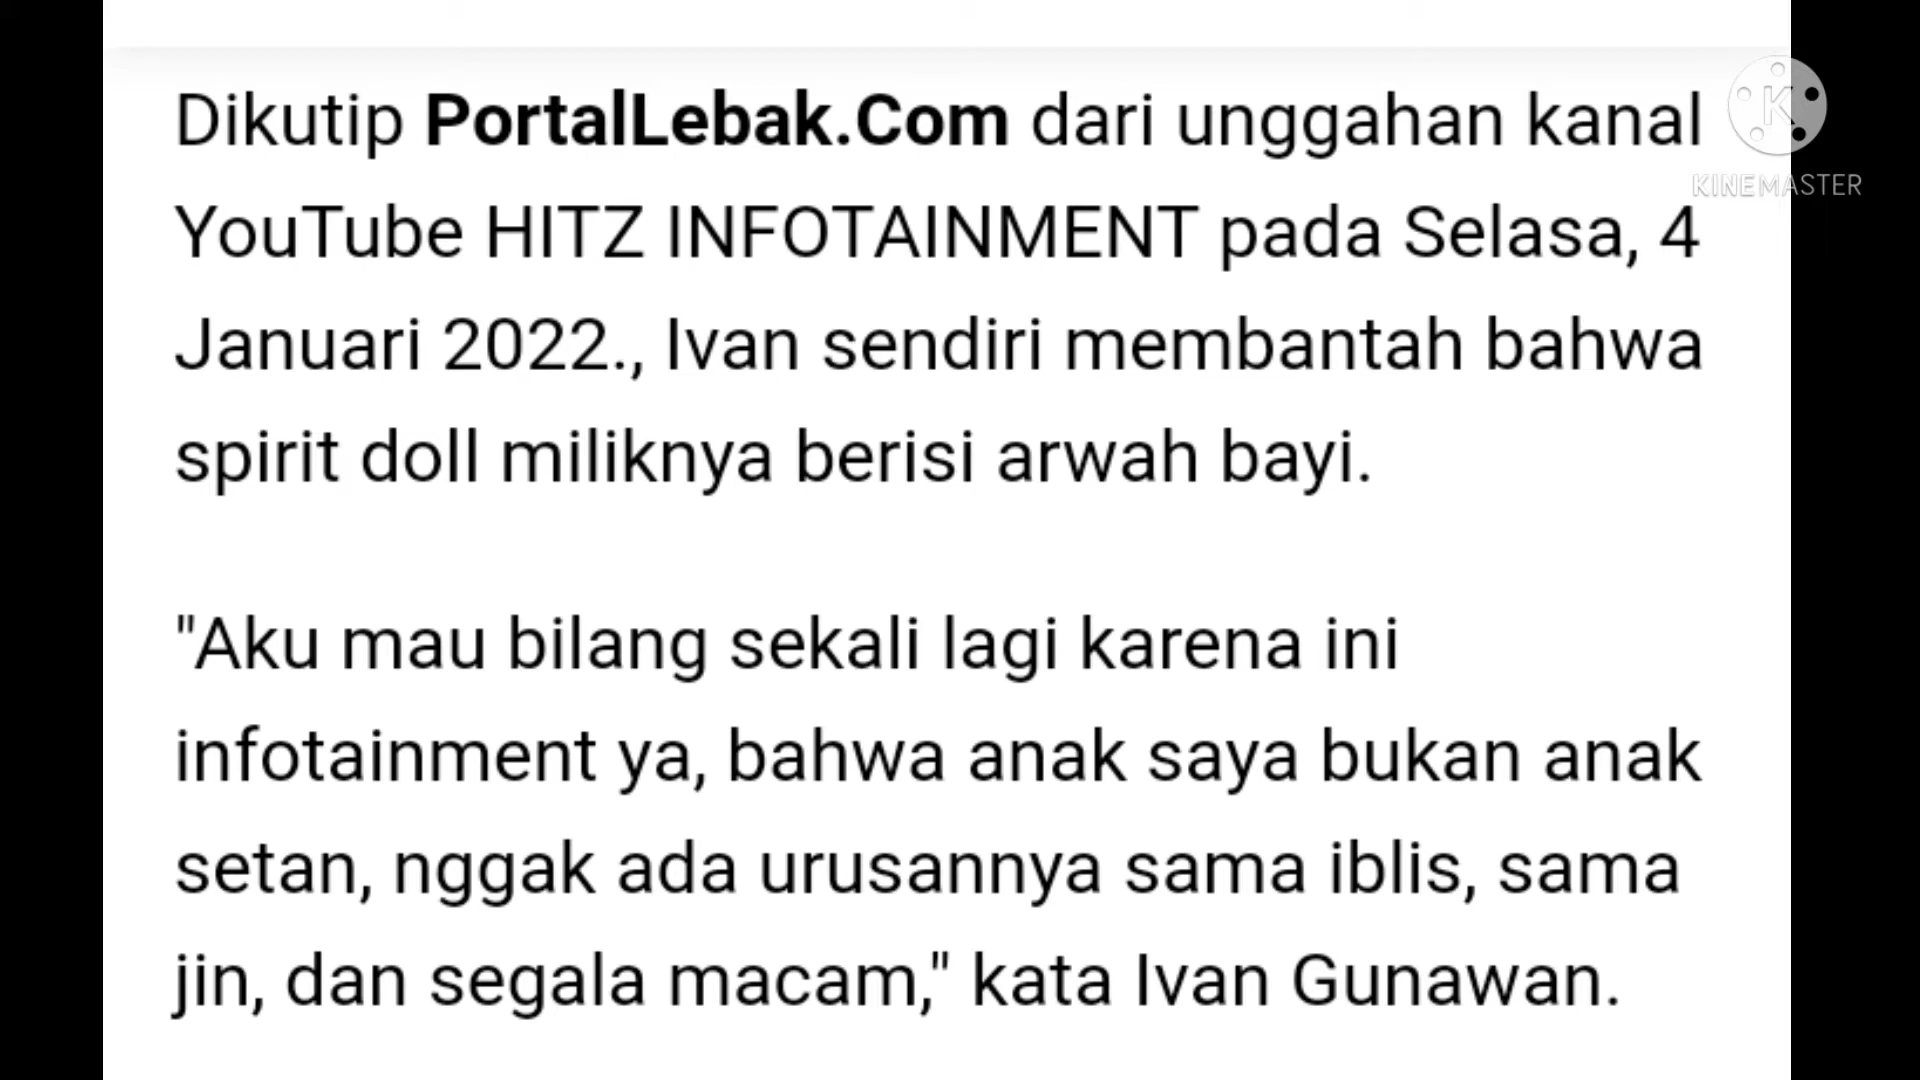 Dikutip PortalLebak.Com dari unggahan kanal
YouTube HITZ INFOTAINMENT pada Selasa, 4
Januari 2022., Ivan sendiri membantah bahwa
spirit doll miliknya berisi arwah bayi.
"Aku mau bilang sekali lagi karena ini
infotainment ya, bahwa anak saya bukan anak
setan, nggak ada urusannya sama iblis, sama
jin, dan segala macam," kata Ivan Gunawan.
K
KINEMASTER